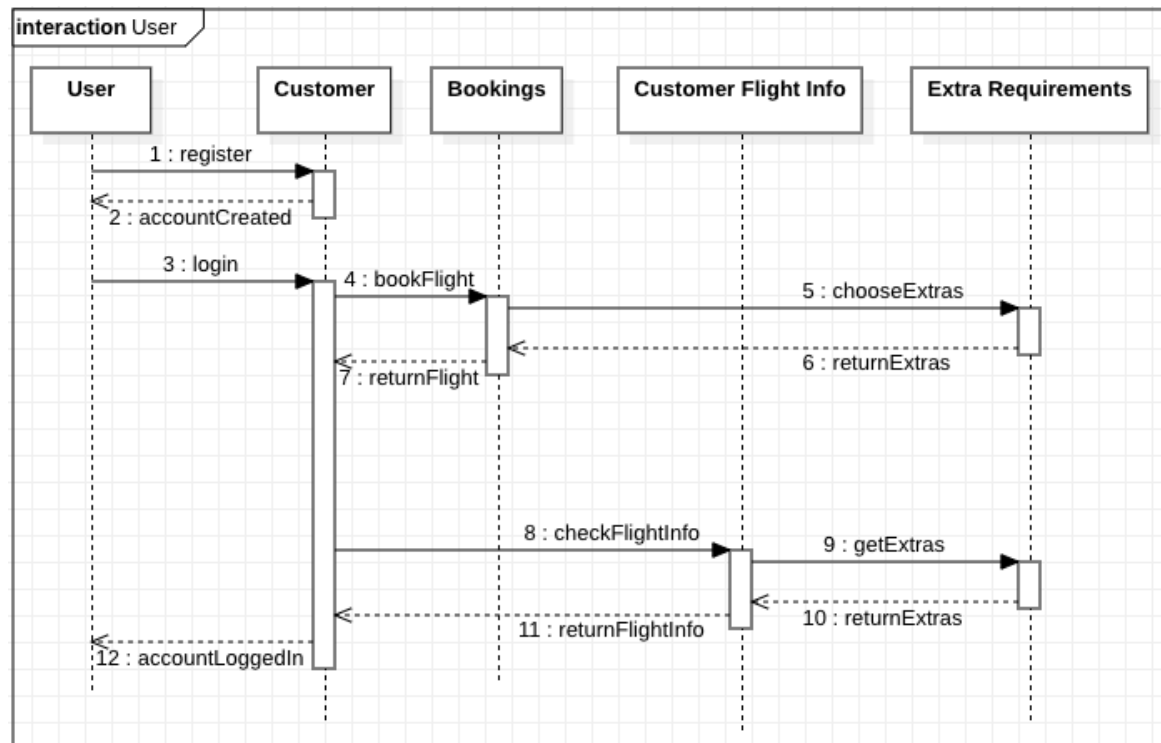 interaction User
User
Customer
Bookings
Customer Flight Info
Extra Requirements
1 : register
2 : accountCreated
3 : login
4 : bookFlight
5 : chooseExtras
6 : returnExtras
7 : returnFlight
8 : checkFlightInfo
9 : getExtras
10 : returnExtras
11 : returnFlightInfo
12 : accountLoggedIn